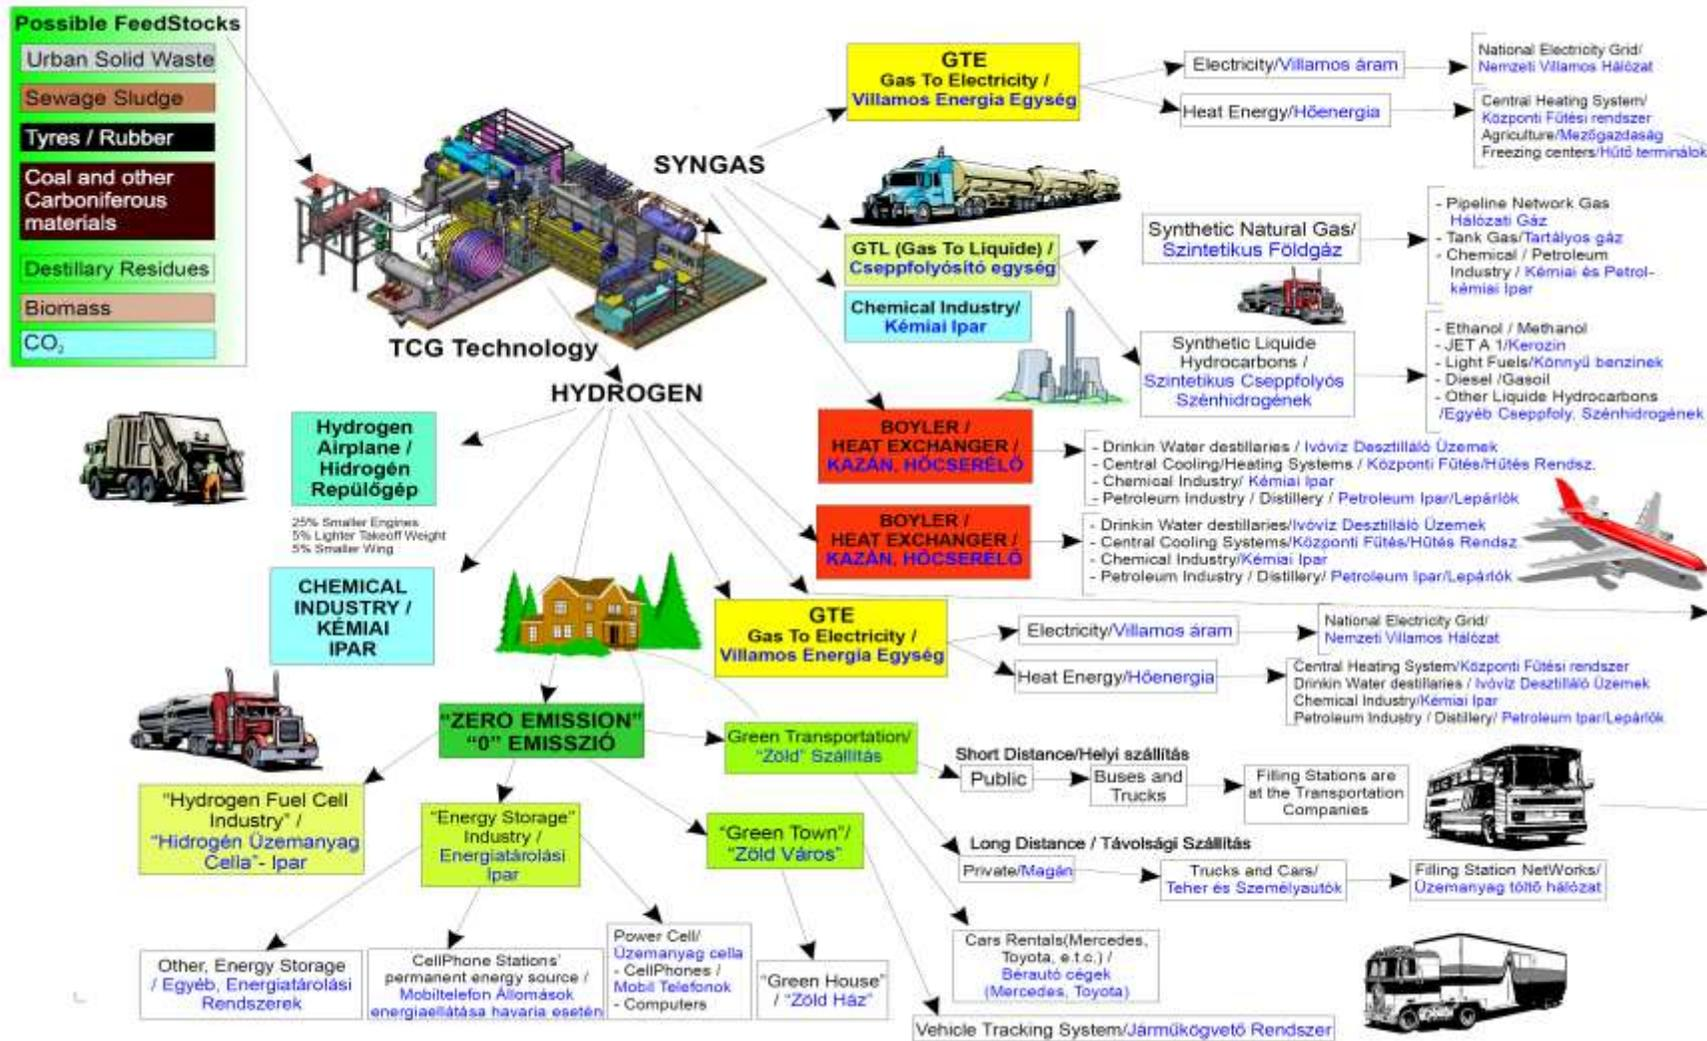 Possible FeedStocks
Urban Solid Waste
Sewage Sludge
Tyres / Rubber
Coal and other
Carboniferous
materials
Destillary Residues
Biomass
CO₂
TCG Technology
SYNGAS
GTE
Gas To Electricity /
Villamos Energia Egység
Electricity/Villamos áram
National Electricity Grid/
Nemzeti Villamos Hálózat
Heat Energy/Hőenergia
Central Heating System/
Központi Fűtési rendszer
Agriculture/Mezőgazdaság
Freezing centers/Hűtő terminálok
GTL (Gas To Liquide) /
Cseppfolyósító egység
Synthetic Natural Gas/
Szintetikus Földgáz
- Pipeline Network Gas
Hálózati Gáz
- Tank Gas/Tartályos gáz
- Chemical / Petroleum
Industry / Kémiai és Petrol-
kémiai Ipar
Chemical Industry/
Kémiai Ipar
Synthetic Liquide
Hydrocarbons /
Szintetikus Cseppfolyós
Szénhidrogének
- Ethanol / Methanol
- JET A 1/Kerozin
- Light Fuels/Könnyű benzinek
- Diesel /Gasoil
- Other Liquide Hydrocarbons
/Egyéb Cseppfoly. Szénhidrogének
BOYLER /
HEAT EXCHANGER /
KAZÁN, HŐCSERÉLŐ
- Drinkin Water destillaries / Ivóvíz Desztilláló Üzemek
- Central Cooling/Heating Systems / Központi Fűtés/Hűtés Rendsz.
- Chemical Industry/ Kémiai Ipar
- Petroleum Industry / Distillery / Petroleum Ipar/Lepárlók
HYDROGEN
Hydrogen
Airplane /
Hidrogén
Repülőgép
25% Smaller Engines
5% Lighter Takeoff Weight
5% Smaller Wing
BOYLER /
HEAT EXCHANGER /
KAZÁN, HŐCSERÉLŐ
- Drinkin Water destillaries/Ivóvíz Desztilláló Üzemek
- Central Cooling Systems/Központi Fűtés/Hűtés Rendsz.
- Chemical Industry/Kémiai Ipar
- Petroleum Industry / Distillery/ Petroleum Ipar/Lepárlók
CHEMICAL
INDUSTRY /
KÉMIAI
IPAR
GTE
Gas To Electricity /
Villamos Energia Egység
Electricity/Villamos áram
National Electricity Grid/
Nemzeti Villamos Hálózat
Heat Energy/Hőenergia
Central Heating System/Központi Fűtési rendszer
Drinkin Water destillaries / Ivóvíz Desztilláló Üzemek
Chemical Industry/Kémiai Ipar
Petroleum Industry / Distillery/ Petroleum Ipar/Lepárlók
"ZERO EMISSION"
"0" EMISSZIÓ
Green Transportation/
"Zöld" Szállítás
Short Distance/Helyi szállítás
Public
Buses and
Trucks
Filling Stations are
at the Transportation
Companies
Long Distance / Távolsági Szállítás
Private/Magán
Trucks and Cars/
Teher és Személyautók
Filling Station NetWorks/
Üzemanyag töltő hálózat
"Hydrogen Fuel Cell
Industry" /
"Hidrogén Üzemanyag
Cella"- Ipar
"Energy Storage"
Industry /
Energiatárolási
Ipar
"Green Town"/
"Zöld Város"
Other, Energy Storage
/ Egyéb, Energiatárolási
Rendszerek
CellPhone Stations'
permanent energy source /
Mobiltelefon Állomások
energiaellátása havaria esetén
Power Cell/
Üzemanyag cella
- CellPhones /
Mobil Telefonok
- Computers
"Green House"
/ "Zöld Ház"
Cars Rentals(Mercedes,
Toyota, e.t.c.) /
Bérautó cégek
(Mercedes, Toyota)
Vehicle Tracking System/Járműkögvető Rendszer